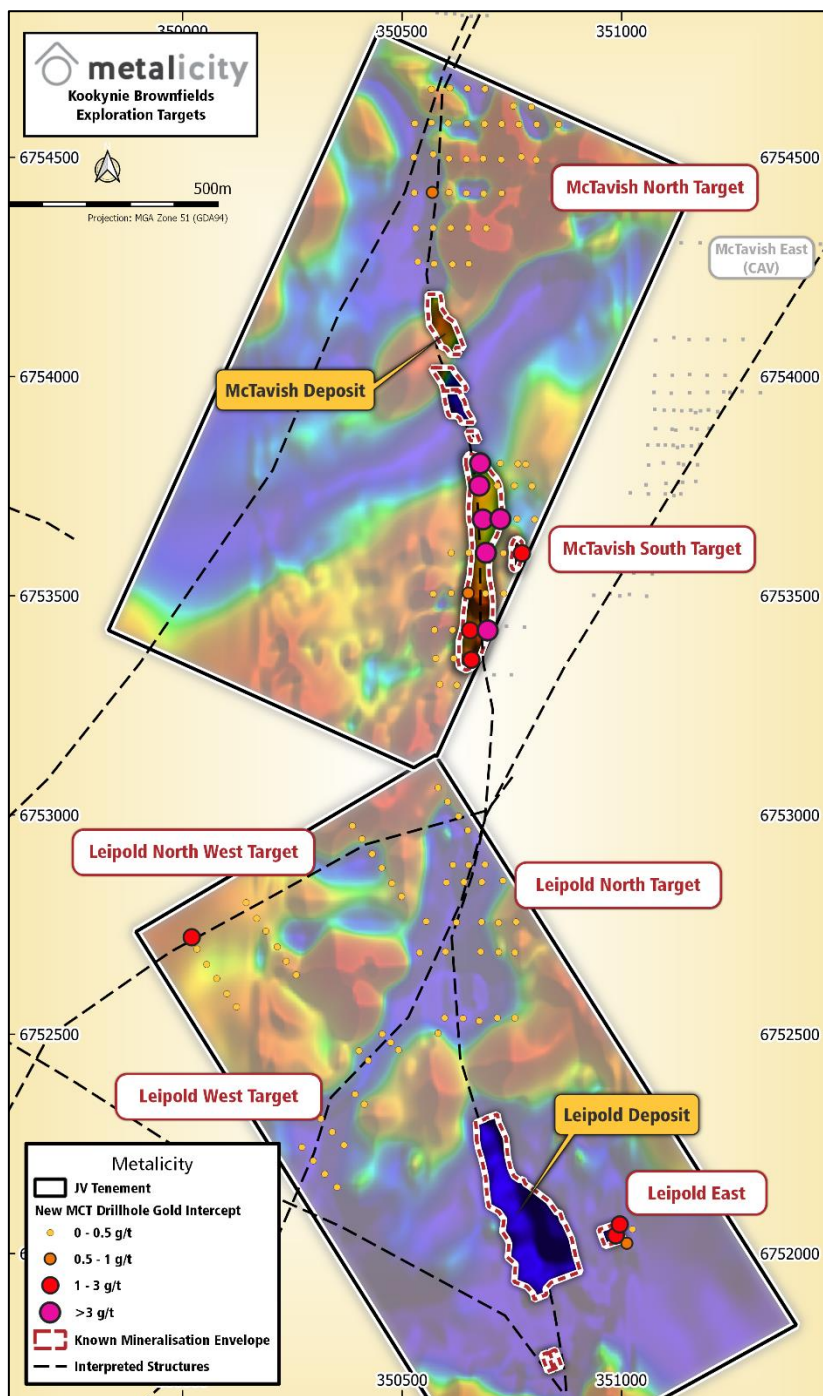 350000
350500
351000
metalicity
Kookynie Brownfields
Exploration Targets
6754500
6754500
500m
Projection: MGA Zone 51 (GDA94)
McTavish North Target
McTavish East
(CAV)
6754000
6754000
McTavish Deposit
McTavish South Target
6753500
6753500
6753000
6753000
Leipold North West Target
Leipold North Target
6752500
6752500
Leipold West Target
Leipold Deposit
Leipold East
Metalicity
JV Tenement
New MCT Drillhole Gold Intercept
0 - 0.5 g/t
0.5 - 1 g/t
1 - 3 g/t
>3 g/t
Known Mineralisation Envelope
Interpreted Structures
6752000
350500
351000